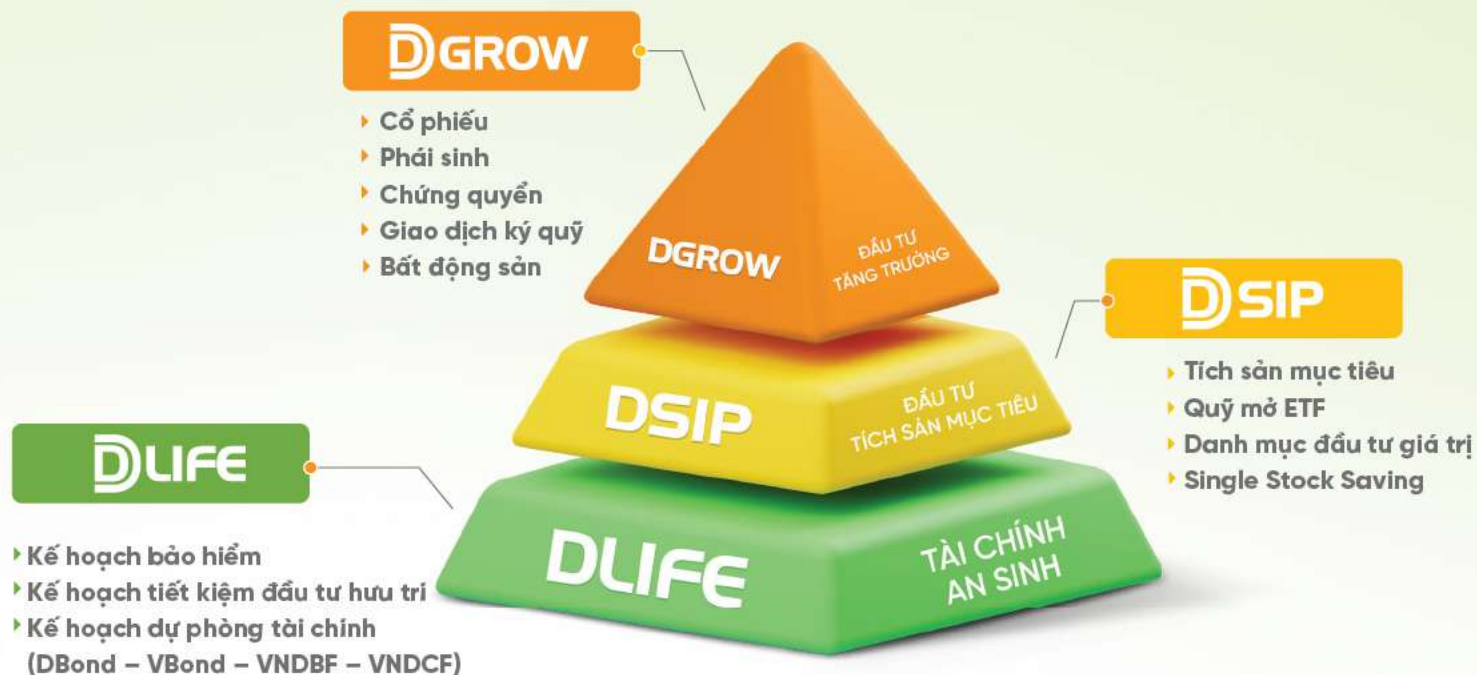 DGROW
Cổ phiếu
Phái sinh
Chứng quyền
Giao dịch ký quỹ
Bất động sản
DGROW
ĐẦU TƯ
TĂNG TRƯỞNG
DSIP
Tích sản mục tiêu
Quỹ mở ETF
Danh mục đầu tư giá trị
Single Stock Saving
DSIP
ĐẦU TƯ
TÍCH SẢN MỤC TIÊU
DLIFE
Kế hoạch bảo hiểm
Kế hoạch tiết kiệm đầu tư hưu trí
Kế hoạch dự phòng tài chính
(DBond – VBond – VNDBF – VNDCF)
DLIFE
TÀI CHÍNH
AN SINH